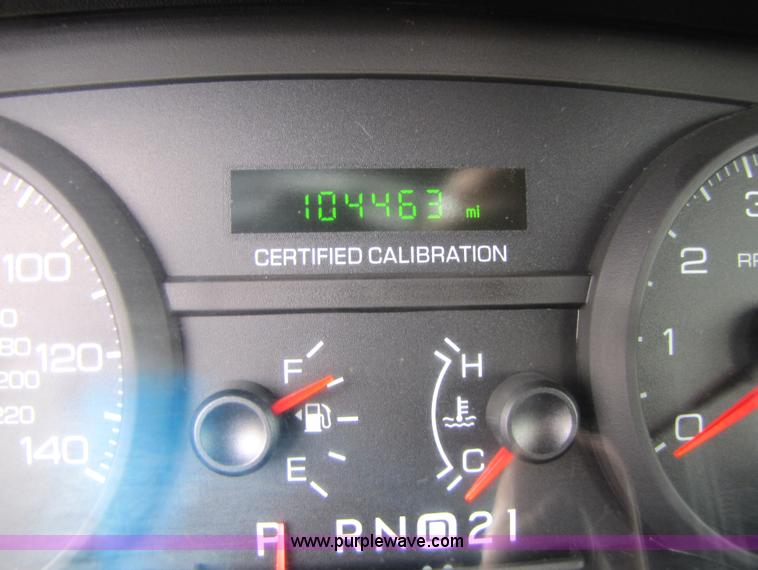 104463 mi
CERTIFIED CALIBRATION
100
120
140
80
200
220
F
E
H
C
3
2
1
0
P R N D 2 1
www.purplewave.com